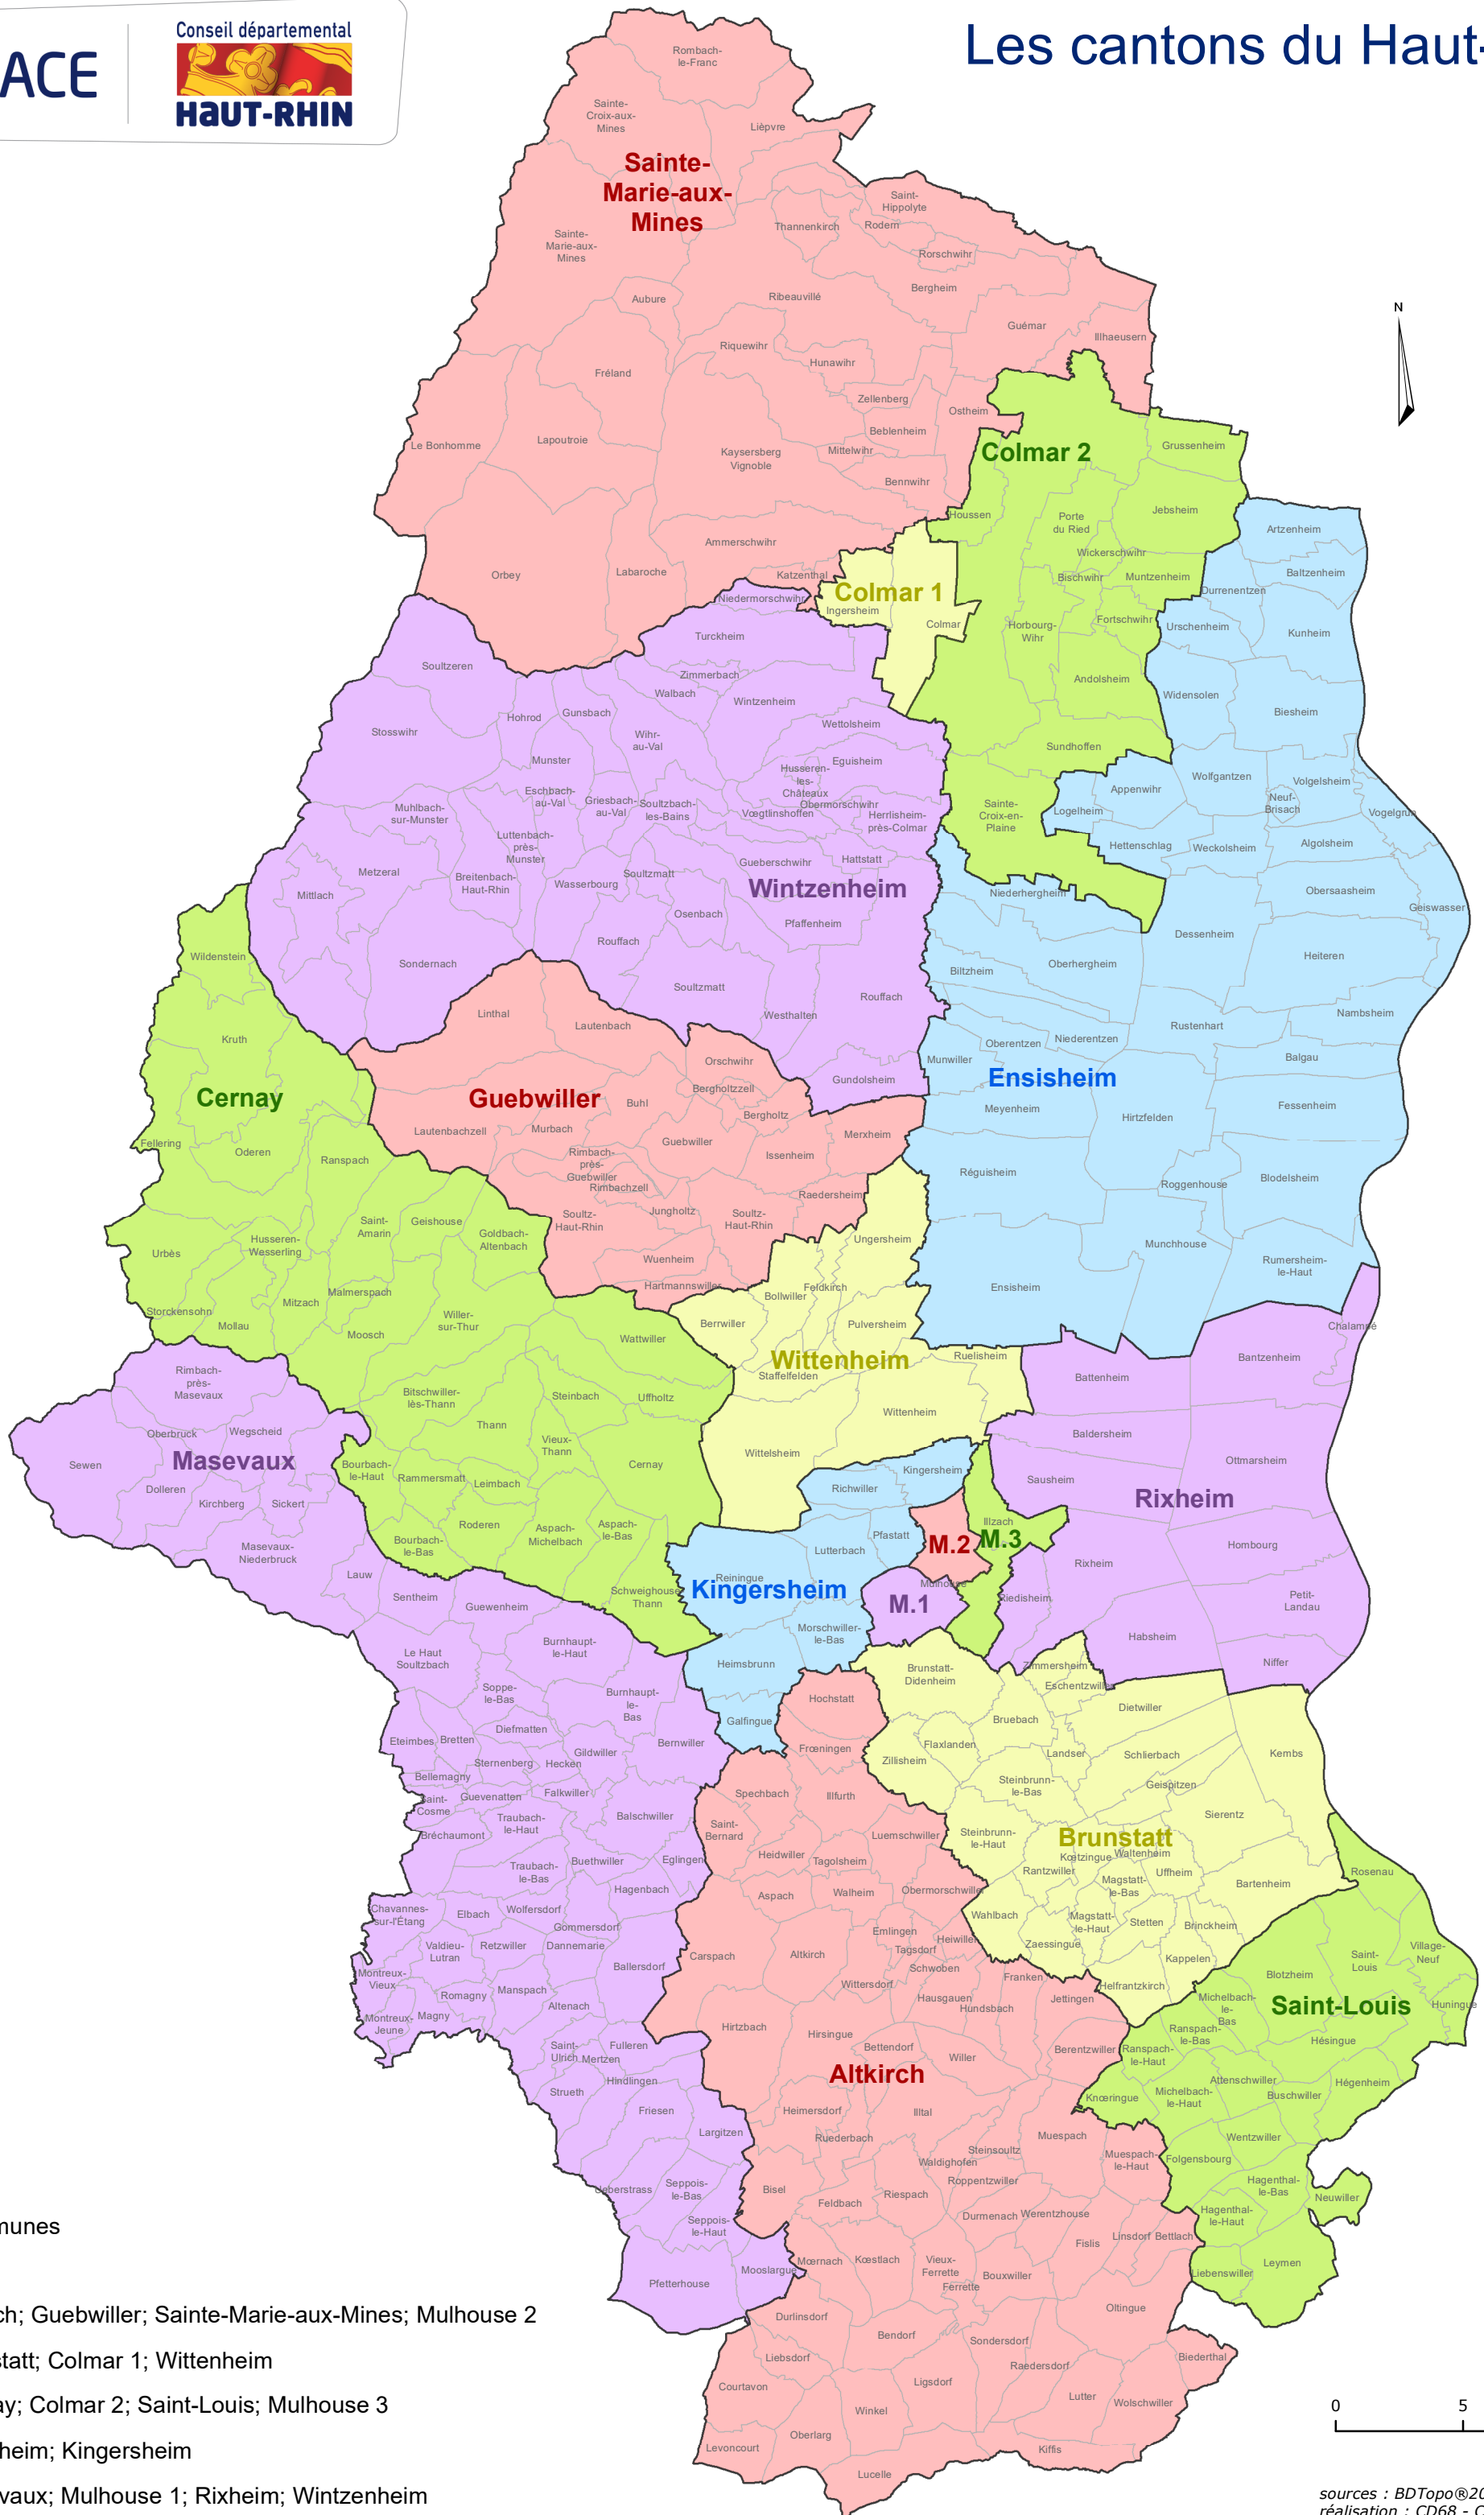 ACE
Conseil départemental
HAUT-RHIN
Les cantons du Haut-
Rombach-
le-Franc
Sainte-
Croix-aux-
Mines
Lièpvre
Sainte-
Marie-aux-
Mines
Saint-
Hippolyte
Thannenkirch
Rodern
Sainte-
Marie-aux-
Mines
Rorschwihr
Bergheim
Aubure
Ribeauvillé
N
Guémar
Illhaeusern
Riquewihr
Hunawihr
Fréland
Zellenberg
Ostheim
Beblenheim
Le Bonhomme
Lapoutroie
Mittelwihr
Kaysersberg
Vignoble
Colmar 2
Grussenheim
Bennwihr
Houssen
Porte
du Ried
Jebsheim
Artzenheim
Ammerschwihr
Wickerschwihr
Orbey
Labaroche
Katzenthal
Bischwihr
Muntzenheim
Baltzenheim
Durrenentzen
Niedermorschwihr
Colmar 1
Ingersheim
Colmar
Horbourg-
Wihr
Fortschwihr
Urschenheim
Kunheim
Turckheim
Soultzeren
Zimmerbach
Walbach
Wintzenheim
Andolsheim
Widensolen
Biesheim
Hohrod
Gunsbach
Stosswihr
Wihr-
au-Val
Wettolsheim
Sundhoffen
Munster
Eguisheim
Husseren-
les-
Châteaux
Wolfgantzen
Volgelsheim
Appenwihr
Eschbach-
au-Val
Griesbach-
au-Val
Soultzbach-
les-Bains
Obermorschwihr
Vœgtlinshoffen
Herrlisheim-
près-Colmar
Sainte-
Croix-en-
Plaine
Logelheim
Neuf-
Brisach
Vogelgrun
Muhlbach-
sur-Munster
Luttenbach-
près-
Munster
Hettenschlag
Weckolsheim
Algolsheim
Gueberschwihr
Hattstatt
Metzeral
Breitenbach-
Haut-Rhin
Wasserbourg
Soultzmatt
Wintzenheim
Mittlach
Niederhergheim
Obersaasheim
Geiswasser
Osenbach
Pfaffenheim
Rouffach
Dessenheim
Wildenstein
Sondernach
Biltzheim
Oberhergheim
Heiteren
Soultzmatt
Rouffach
Linthal
Lautenbach
Westhalten
Rustenhart
Nambsheim
Kruth
Oberentzen
Niederentzen
Orschwihr
Munwiller
Balgau
Cernay
Guebwiller
Bergholtzzell
Gundolsheim
Ensisheim
Buhl
Bergholtz
Meyenheim
Hirtzfelden
Fessenheim
Lautenbachzell
Murbach
Guebwiller
Merxheim
Fellering
Oderen
Ranspach
Rimbach-
près-
Guebwiller
Issenheim
Réguisheim
Roggenhouse
Blodelsheim
Rimbachzell
Raedersheim
Saint-
Amarin
Geishouse
Soultz-
Haut-Rhin
Jungholtz
Soultz-
Haut-Rhin
Urbès
Husseren-
Wesserling
Goldbach-
Altenbach
Ungersheim
Munchhouse
Wuenheim
Rumersheim-
le-Haut
Hartmannswiller
Feldkirch
Ensisheim
Storckensohn
Mitzach
Malmerspach
Bollwiller
Mollau
Moosch
Willer-
sur-Thur
Wattwiller
Berrwiller
Pulversheim
Chalampé
Wittenheim
Ruelisheim
Bantzenheim
Rimbach-
près-
Masevaux
Staffelfelden
Battenheim
Bitschwiller-
lès-Thann
Steinbach
Uffholtz
Oberbruck
Wegscheid
Thann
Wittenheim
Baldersheim
Masevaux
Vieux-
Thann
Wittelsheim
Sewen
Bourbach-
le-Haut
Cernay
Kingersheim
Sausheim
Ottmarsheim
Dolleren
Kirchberg
Sickert
Rammersmatt
Leimbach
Richwiller
Rixheim
Roderen
Aspach-
Michelbach
Aspach-
le-Bas
Pfastatt
M.2
Illzach
M.3
Bourbach-
le-Bas
Masevaux-
Niederbruck
Lutterbach
Hombourg
Lauw
Reiningue
Kingersheim
Mulhouse
Rixheim
Sentheim
Guewenheim
Schweighouse-
Thann
M.1
Riedisheim
Petit-
Landau
Morschwiller-
le-Bas
Habsheim
Le Haut
Soultzbach
Burnhaupt-
le-Haut
Heimsbrunn
Brunstatt-
Didenheim
Zimmersheim
Eschentzwiller
Niffer
Soppe-
le-Bas
Burnhaupt-
le-
Bas
Hochstatt
Dietwiller
Galfingue
Bruebach
Diefmatten
Eteimbes
Bretten
Bernwiller
Frœningen
Flaxlanden
Landser
Schlierbach
Kembs
Sternenberg
Hecken
Gildwiller
Zillisheim
Bellemagny
Steinbrunn-
le-Bas
Geispitzen
Saint-
Cosme
Guevenatten
Falkwiller
Spechbach
Illfurth
Sierentz
Traubach-
le-Haut
Balschwiller
Saint-
Bernard
Luemschwiller
Steinbrunn-
le-Haut
Brunstatt
Bréchaumont
Heidwiller
Tagolsheim
Kœtzingue
Waltenheim
Traubach-
le-Bas
Buethwiller
Eglingen
Rantzwiller
Uffheim
Rosenau
Hagenbach
Aspach
Walheim
Obermorschwiller
Magstatt-
le-Bas
Bartenheim
Chavannes-
sur-l'Étang
Elbach
Wolfersdorf
Gommersdorf
Wahlbach
Magstatt-
le-Haut
Stetten
Brinckheim
Emlingen
Heiwiller
Zaessingue
Valdieu-
Lutran
Retzwiller
Dannemarie
Carspach
Altkirch
Tagsdorf
Kappelen
Saint-
Louis
Village-
Neuf
Ballersdorf
Schwoben
Franken
Blotzheim
Montreux-
Vieux
Wittersdorf
Helfrantzkirch
Romagny
Manspach
Hausgauen
Hundsbach
Jettingen
Michelbach-
le-
Bas
Saint-Louis
Huningue
Altenach
Montreux-
Jeune
Magny
Hirtzbach
Hirsingue
Ranspach-
le-Bas
Hésingue
Saint-
Ulrich
Fulleren
Mertzen
Bettendorf
Willer
Berentzwiller
Ranspach-
le-Haut
Altkirch
Strueth
Hindlingen
Attenschwiller
Hégenheim
Knœringue
Michelbach-
le-Haut
Buschwiller
Friesen
Heimersdorf
Illtal
Largitzen
Ruederbach
Muespach
Wentzwiller
Steinsoultz
Waldighofen
Muespach-
le-Haut
Folgensbourg
Ueberstrass
Seppois-
le-Bas
Bisel
Roppentzwiller
Hagenthal-
le-Bas
Neuwiller
Feldbach
Riespach
Seppois-
le-Haut
Durmenach
Werentzhouse
Hagenthal-
le-Haut
munes
Linsdorf
Bettlach
Fislis
Mœrnach
Kœstlach
Vieux-
Ferrette
Leymen
Mooslargue
Bouxwiller
Liebenswiller
Pfetterhouse
Ferrette
Oltingue
ch; Guebwiller; Sainte-Marie-aux-Mines; Mulhouse 2
Durlinsdorf
Bendorf
Sondersdorf
Liebsdorf
Biederthal
statt; Colmar 1; Wittenheim
Raedersdorf
Courtavon
Ligsdorf
Lutter
Wolschwiller
ay; Colmar 2; Saint-Louis; Mulhouse 3
0 5
Winkel
Oberlarg
Levoncourt
Kiffis
heim; Kingersheim
Lucelle
vaux; Mulhouse 1; Rixheim; Wintzenheim
sources : BDTopo®20
réalisation : CD68 - C